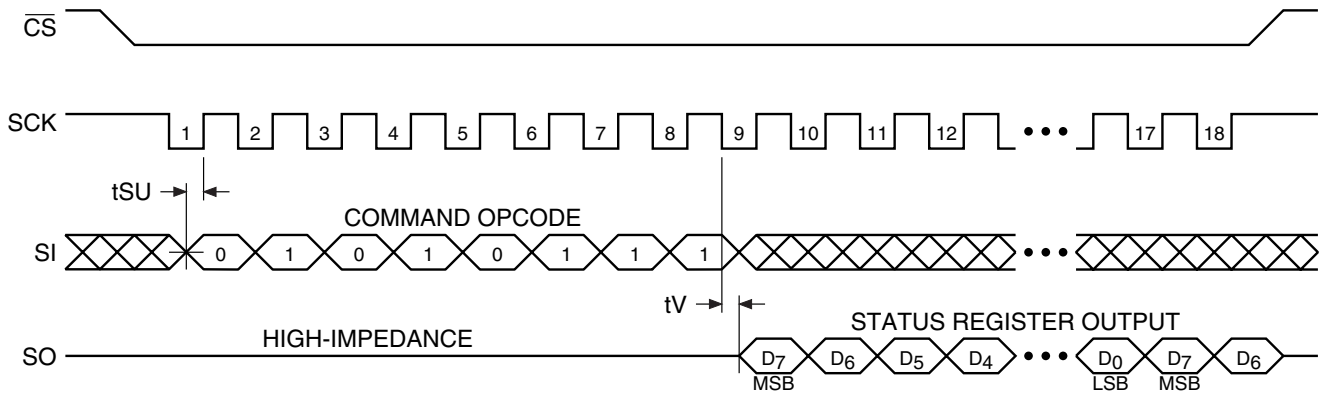 CS
SCK 1 2 3 4 5 6 7 8 9 10 11 12 17 18
tSU
COMMAND OPCODE
SI 0 1 0 1 0 1 1 1
tV
HIGH-IMPEDANCE
STATUS REGISTER OUTPUT
SO D7 D6 D5 D4 D0 D7 D6
MSB LSB MSB